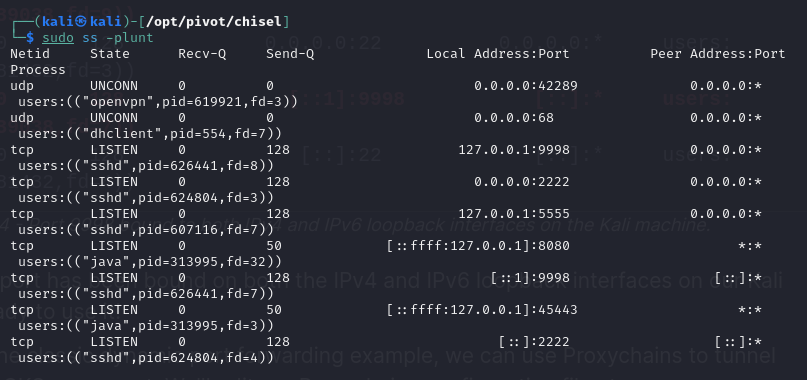 ┌──(kali㉿kali)-[/opt/pivot/chisel]
└─$ sudo ss -plunt
Netid State Recv-Q Send-Q Local Address:Port Peer Address:Port
Process
udp UNCONN 0 0 0.0.0.0:42289 0.0.0.0:*
users:(("openvpn",pid=619921,fd=3))
udp UNCONN 0 0 0.0.0.0:68 0.0.0.0:*
users:(("dhclient",pid=554,fd=7))
tcp LISTEN 0 128 127.0.0.1:9998 0.0.0.0:*
users:(("sshd",pid=626441,fd=8))
tcp LISTEN 0 128 0.0.0.0:2222 0.0.0.0:*
users:(("sshd",pid=624804,fd=3))
tcp LISTEN 0 128 127.0.0.1:5555 0.0.0.0:*
users:(("sshd",pid=607116,fd=7))
tcp LISTEN 0 50 [::ffff:127.0.0.1]:8080 *:*
users:(("java",pid=313995,fd=32))
tcp LISTEN 0 128 [::1]:9998 [::]:*
users:(("sshd",pid=626441,fd=7))
tcp LISTEN 0 50 [::ffff:127.0.0.1]:45443 *:*
users:(("java",pid=313995,fd=3))
tcp LISTEN 0 128 [::]:2222 [::]:*
users:(("sshd",pid=624804,fd=4))